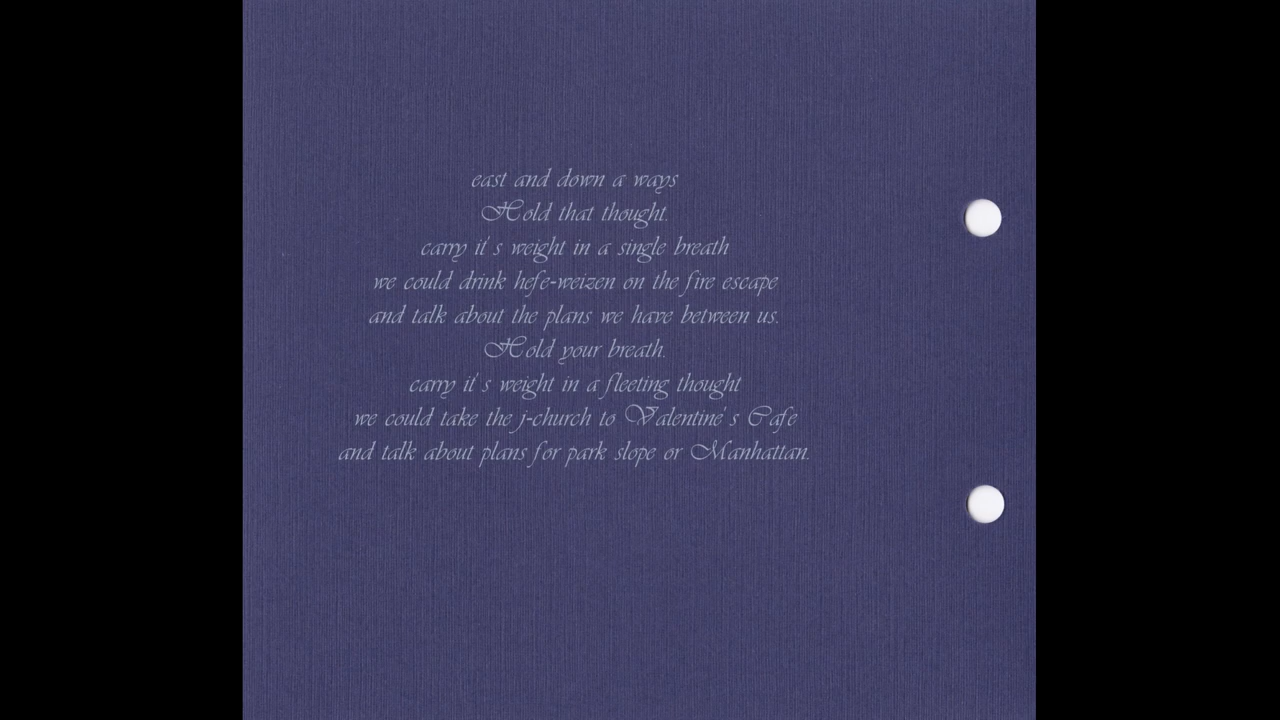 east and down a ways
Hold that thought.
carry it's weight in a single breath
we could drink hefe-weizen on the fire escape
and talk about the plans we have between us.
Hold your breath.
carry it's weight in a fleeting thought
we could take the j-church to Valentine's Cafe
and talk about plans for park slope or Manhattan.